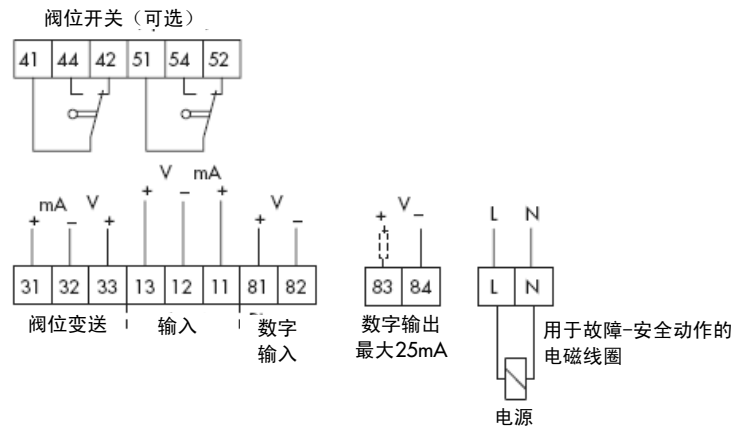 阀位开关（可选）
41 44 42 51 54 52
V mA
mA V + − + V V
+ − + + − + − L N
31 32 33 13 12 11 81 82 83 84 L N
阀位变送 输入 数字输入 数字输出 最大25mA
用于故障-安全动作的
电磁线圈
电源